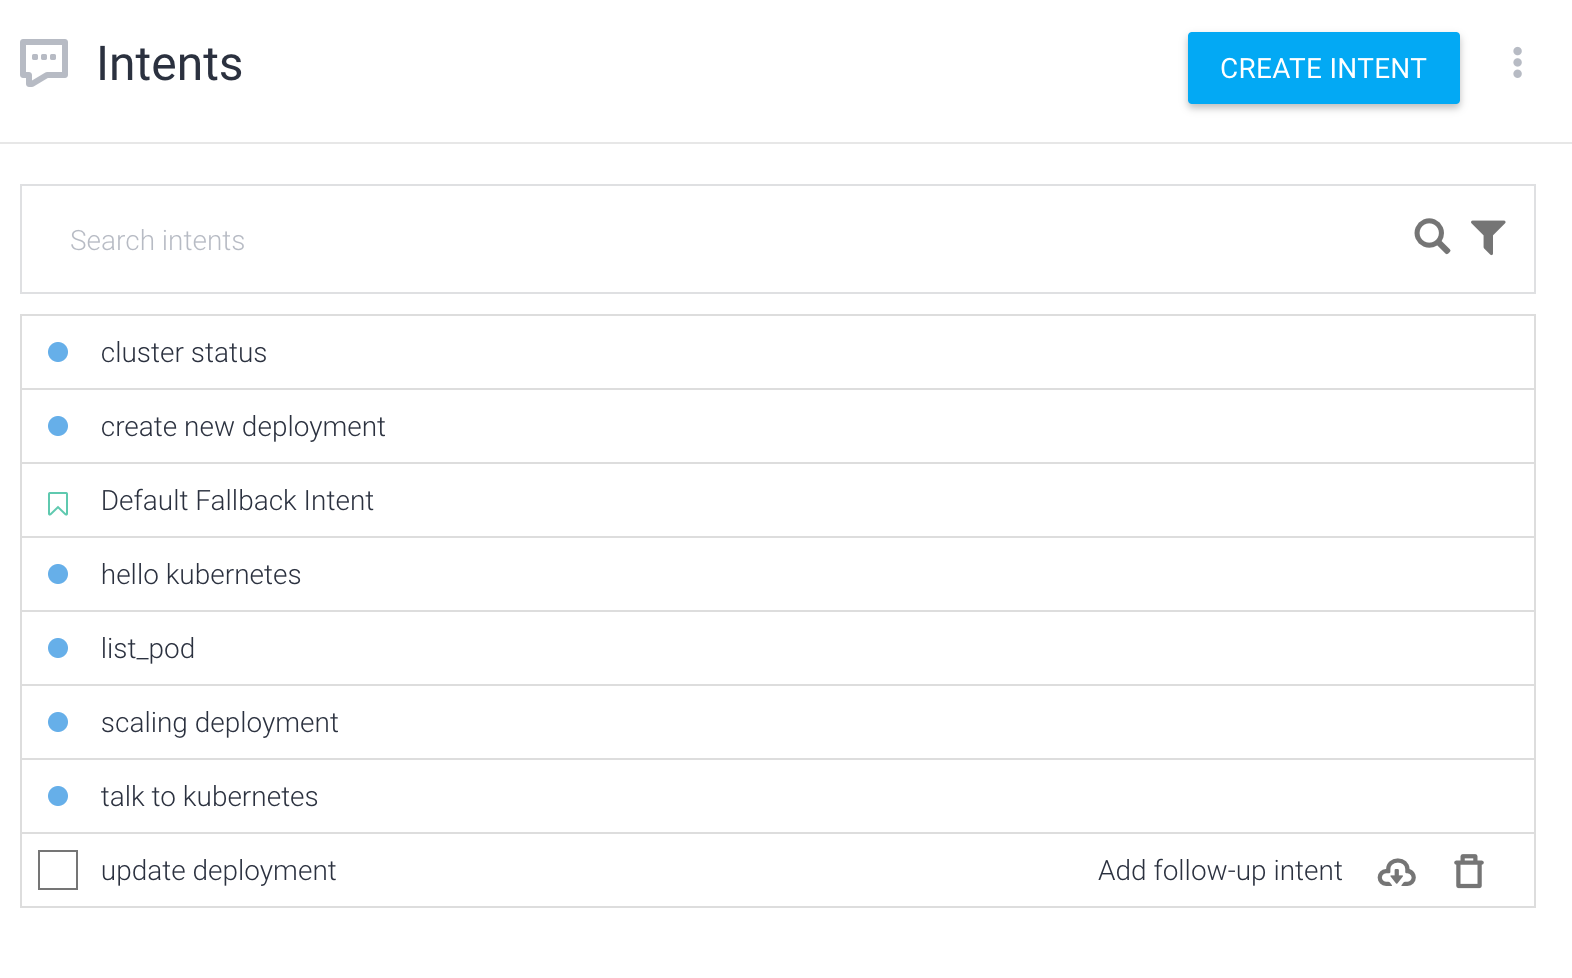 Intents
CREATE INTENT
Search intents
cluster status
create new deployment
Default Fallback Intent
hello kubernetes
list_pod
scaling deployment
talk to kubernetes
update deployment Add follow-up intent